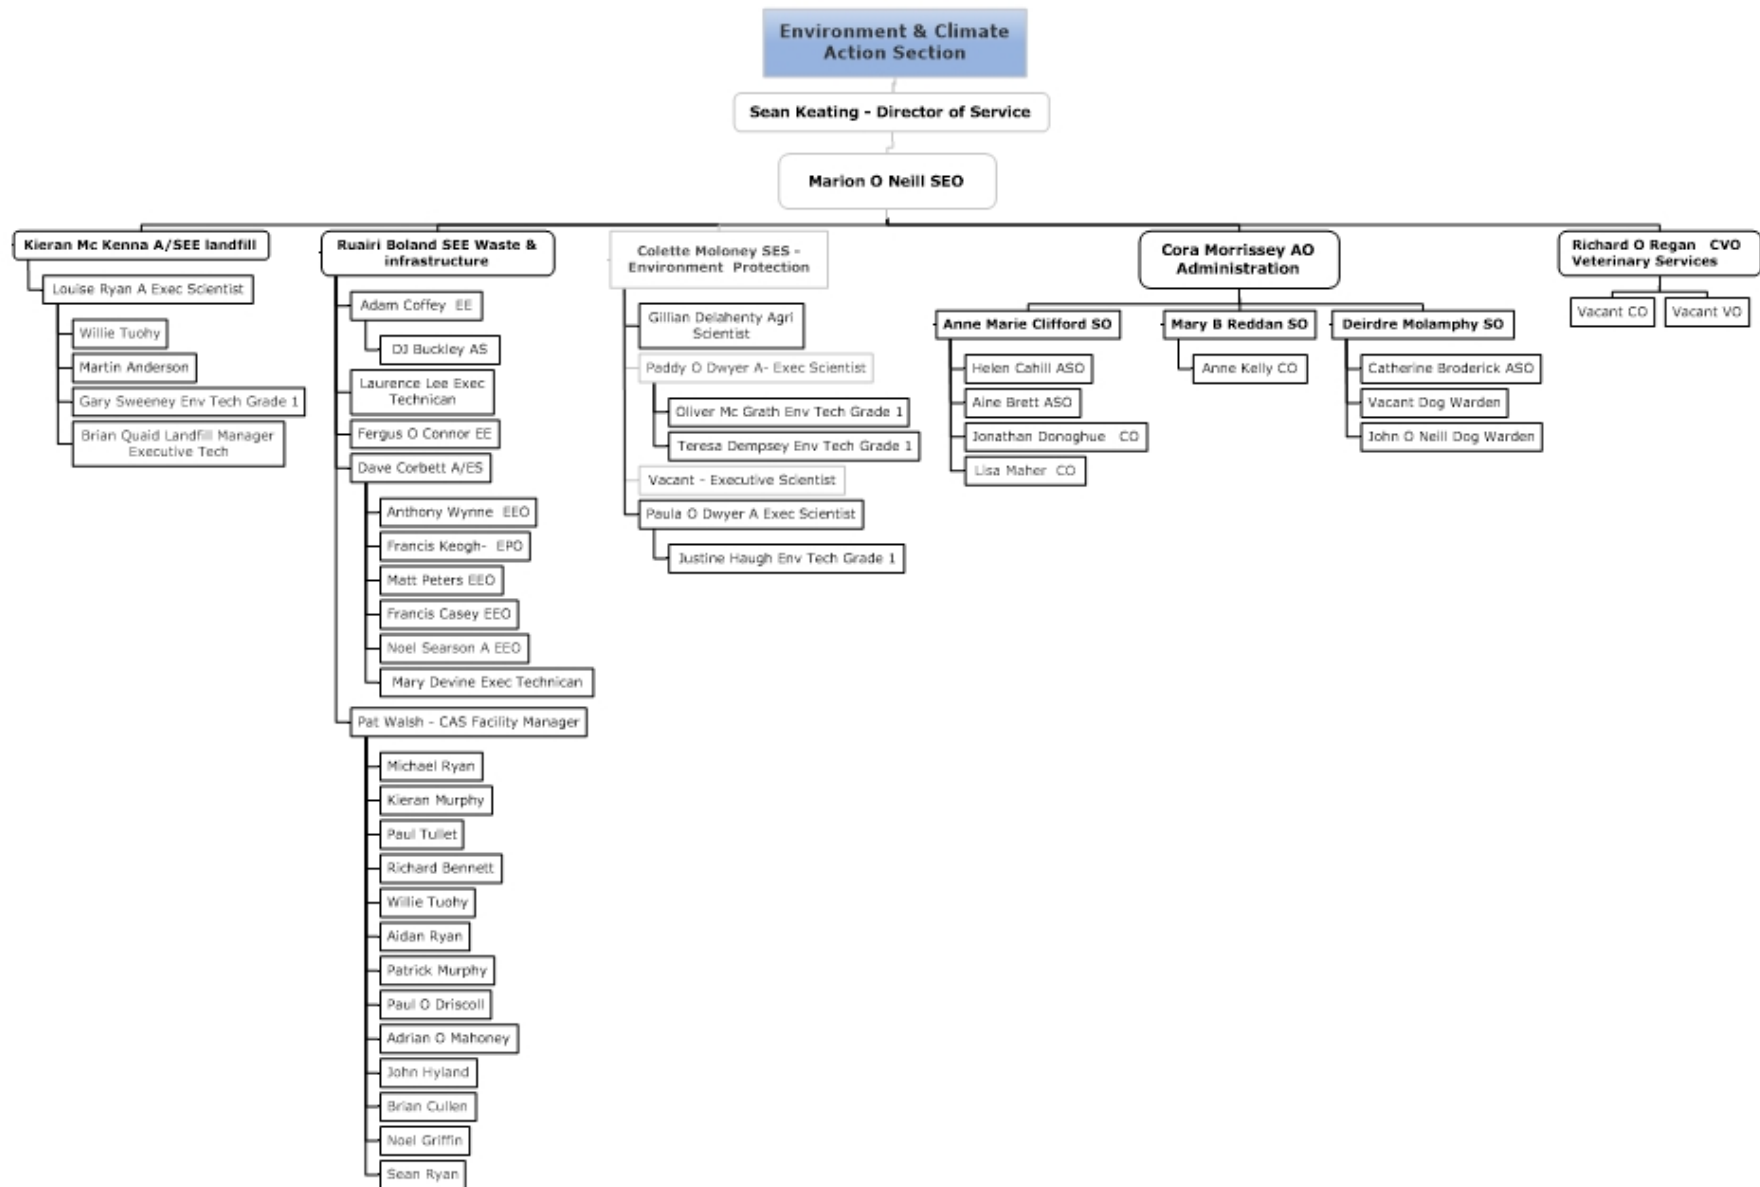 Environment & Climate
Action Section
Sean Keating - Director of Service
Marion O Neill SEO
Kieran Mc Kenna A/SEE landfill
Louise Ryan A Exec Scientist
Willie Tuohy
Martin Anderson
Gary Sweeney Env Tech Grade 1
Brian Quaid Landfill Manager
Executive Tech
Ruairi Boland SEE Waste &
infrastructure
Adam Coffey EE
DJ Buckley AS
Laurence Lee Exec
Technican
Fergus O Connor EE
Dave Corbett A/ES
Anthony Wynne EEO
Francis Keogh- EPO
Matt Peters EEO
Francis Casey EEO
Noel Searson A EEO
Mary Devine Exec Technican
Pat Walsh - CAS Facility Manager
Michael Ryan
Kieran Murphy
Paul Tullet
Richard Bennett
Willie Tuohy
Aidan Ryan
Patrick Murphy
Paul O Driscoll
Adrian O Mahoney
John Hyland
Brian Cullen
Noel Griffin
Sean Ryan
Colette Moloney SES -
Environment Protection
Gillian Delahenty Agri
Scientist
Paddy O Dwyer A- Exec Scientist
Oliver Mc Grath Env Tech Grade 1
Teresa Dempsey Env Tech Grade 1
Vacant - Executive Scientist
Paula O Dwyer A Exec Scientist
Justine Haugh Env Tech Grade 1
Cora Morrissey AO
Administration
Anne Marie Clifford SO
Helen Cahill ASO
Aine Brett ASO
Jonathan Donoghue CO
Lisa Maher CO
Mary B Reddan SO
Anne Kelly CO
Deirdre Molamphy SO
Catherine Broderick ASO
Vacant Dog Warden
John O Neill Dog Warden
Richard O Regan CVO
Veterinary Services
Vacant CO
Vacant VO